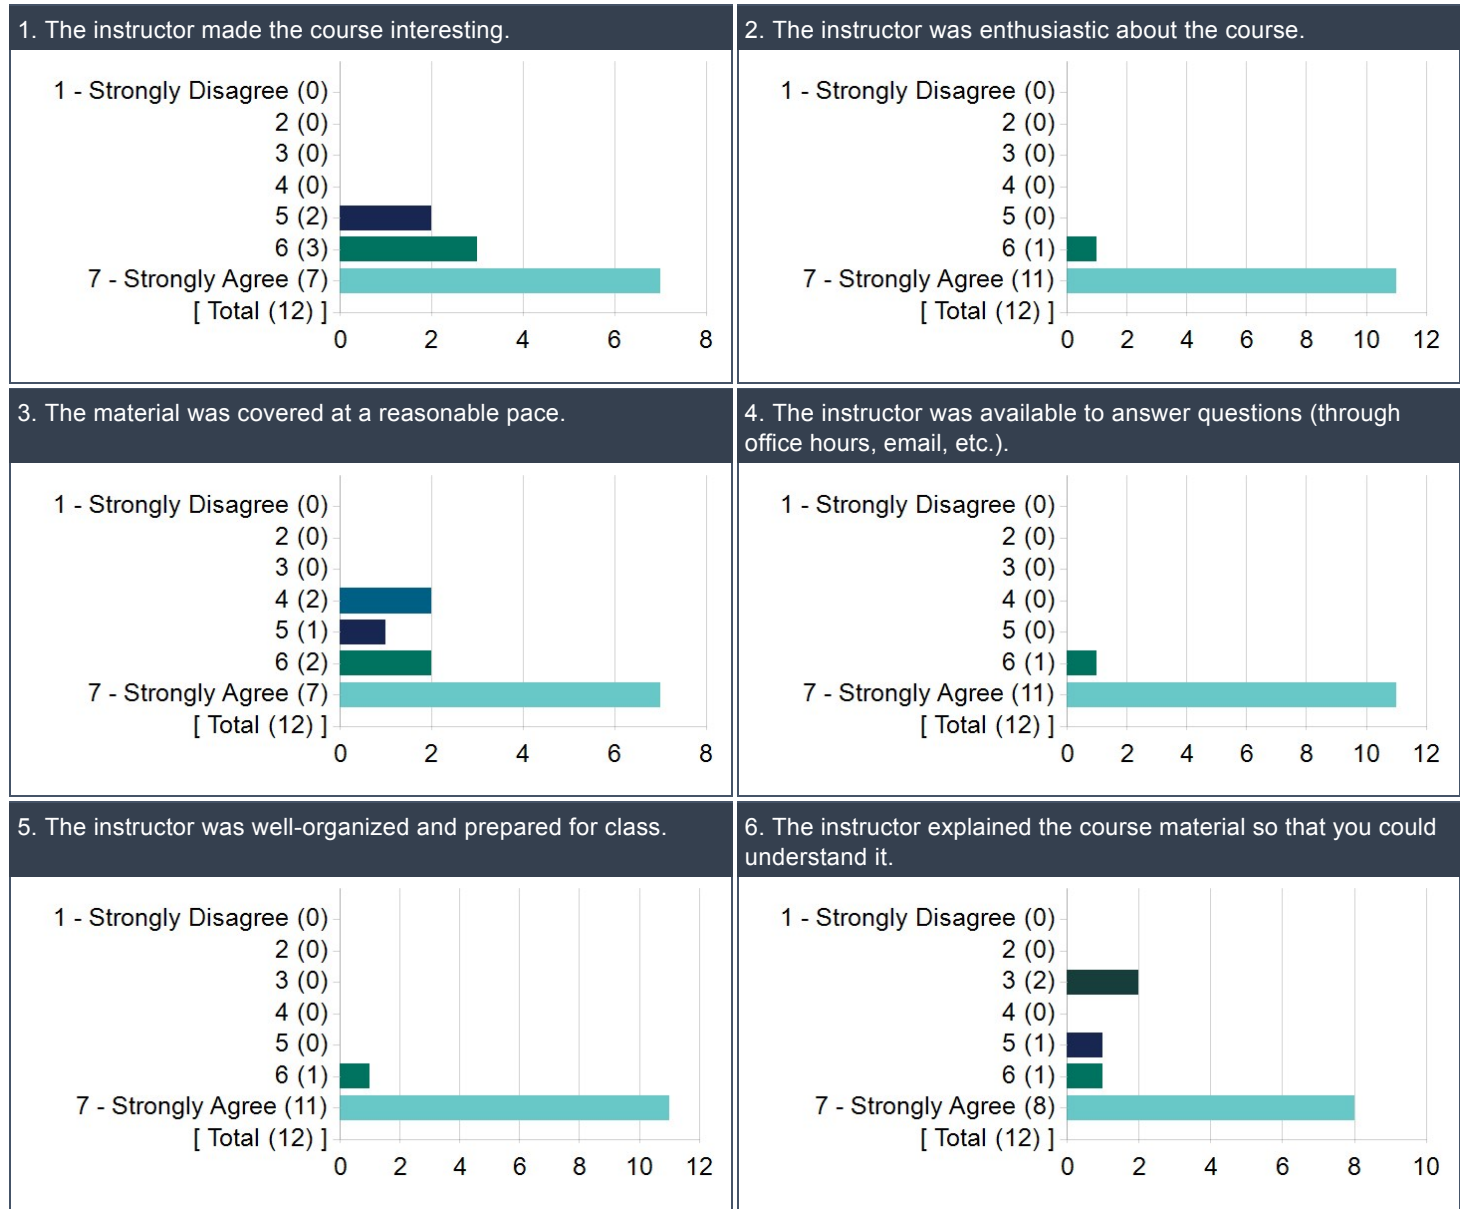 1. The instructor made the course interesting.
1 - Strongly Disagree (0)
2 (0)
3 (0)
4 (0)
5 (2)
6 (3)
7 - Strongly Agree (7)
[ Total (12) ]
0 2 4 6 8
2. The instructor was enthusiastic about the course.
1 - Strongly Disagree (0)
2 (0)
3 (0)
4 (0)
5 (0)
6 (1)
7 - Strongly Agree (11)
[ Total (12) ]
0 2 4 6 8 10 12
3. The material was covered at a reasonable pace.
1 - Strongly Disagree (0)
2 (0)
3 (0)
4 (2)
5 (1)
6 (2)
7 - Strongly Agree (7)
[ Total (12) ]
0 2 4 6 8
4. The instructor was available to answer questions (through
office hours, email, etc.).
1 - Strongly Disagree (0)
2 (0)
3 (0)
4 (0)
5 (0)
6 (1)
7 - Strongly Agree (11)
[ Total (12) ]
0 2 4 6 8 10 12
5. The instructor was well-organized and prepared for class.
1 - Strongly Disagree (0)
2 (0)
3 (0)
4 (0)
5 (0)
6 (1)
7 - Strongly Agree (11)
[ Total (12) ]
0 2 4 6 8 10 12
6. The instructor explained the course material so that you could
understand it.
1 - Strongly Disagree (0)
2 (0)
3 (2)
4 (0)
5 (1)
6 (1)
7 - Strongly Agree (8)
[ Total (12) ]
0 2 4 6 8 10